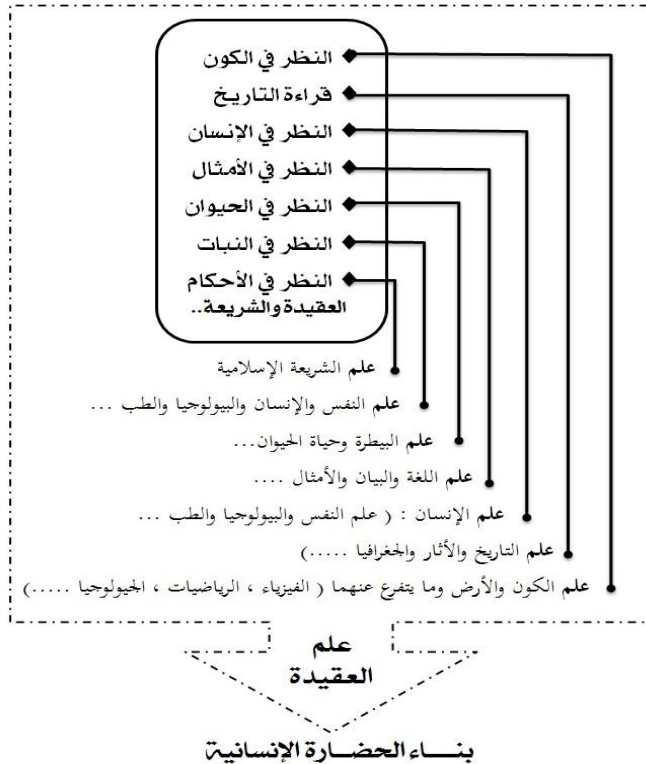 النظر في الكون
قراءة التاريخ
النظر في الإنسان
النظر في الأمثال
النظر في الحيوان
النظر في النبات
النظر في الأحكام
العقيدة والشريعة..
علم الشريعة الإسلامية
علم النفس والإنسان والبيولوجيا والطب ...
علم البيطرة وحياة الحيوان...
علم اللغة والبيان والأمثال ....
علم الإنسان : ( علم النفس والبيولوجيا والطب ...
علم التاريخ والأثار والجغرافيا .....)
علم الكون والأرض وما يتفرع عنهما ( الفيزياء ، الرياضيات ، الجيولوجيا .....)
علم
العقيدة
بنـــاء الحضـــارة الإنسانية